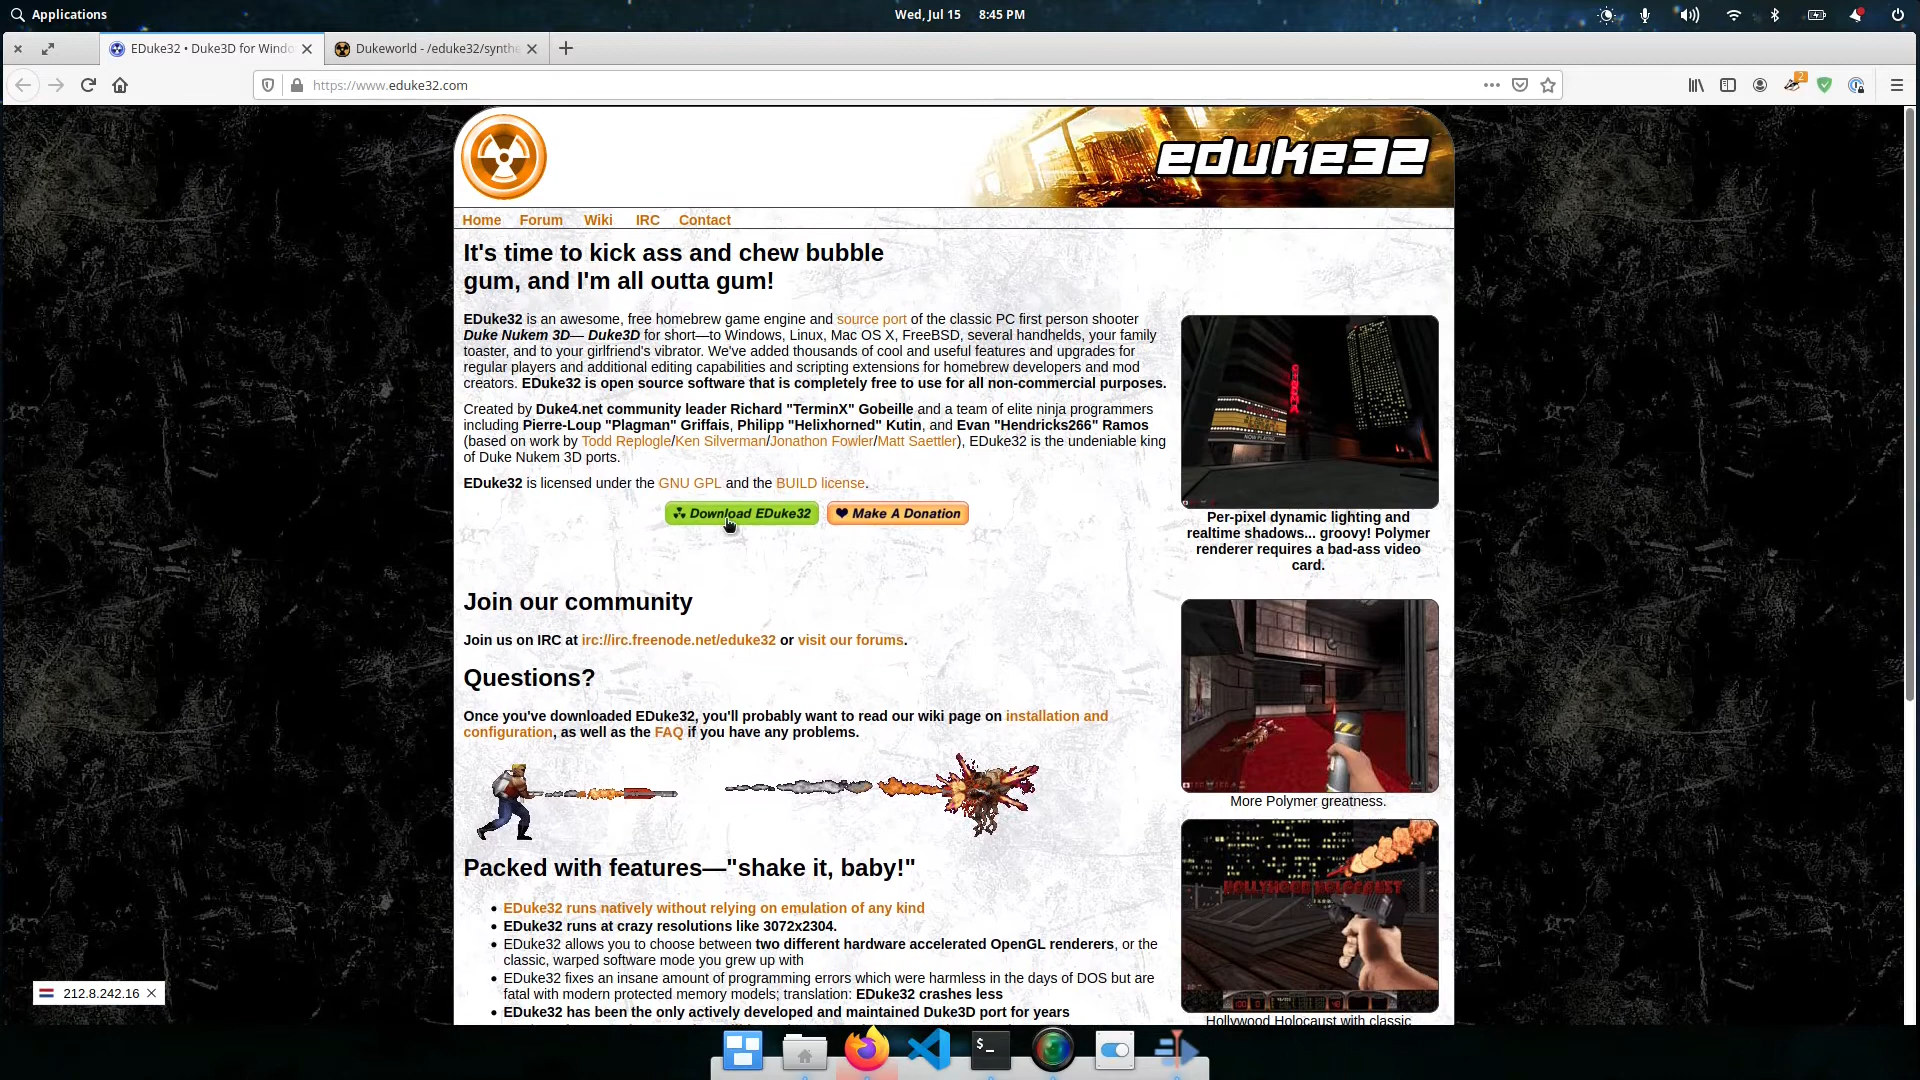 Applications
Wed, Jul 15 8:45 PM
EDuke32 • Duke3D for Windo
Dukeworld - /eduke32/synthe
https://www.eduke32.com
2
eduke32
Home Forum Wiki IRC Contact
It's time to kick ass and chew bubble
gum, and I'm all outta gum!
EDuke32 is an awesome, free homebrew game engine and source port of the classic PC first person shooter
Duke Nukem 3D— Duke3D for short—to Windows, Linux, Mac OS X, FreeBSD, several handhelds, your family
toaster, and to your girlfriend's vibrator. We've added thousands of cool and useful features and upgrades for
regular players and additional editing capabilities and scripting extensions for homebrew developers and mod
creators. EDuke32 is open source software that is completely free to use for all non-commercial purposes.
Created by Duke4.net community leader Richard "TerminX" Gobeille and a team of elite ninja programmers
including Pierre-Loup "Plagman" Griffais, Philipp "Helixhorned" Kutin, and Evan "Hendricks266" Ramos
(based on work by Todd Replogle/Ken Silverman/Jonathon Fowler/Matt Saettler), EDuke32 is the undeniable king
of Duke Nukem 3D ports.
EDuke32 is licensed under the GNU GPL and the BUILD license.
Download EDuke32
Make A Donation
Per-pixel dynamic lighting and
realtime shadows... groovy! Polymer
renderer requires a bad-ass video
card.
Join our community
Join us on IRC at irc://irc.freenode.net/eduke32 or visit our forums.
Questions?
Once you've downloaded EDuke32, you'll probably want to read our wiki page on installation and
configuration, as well as the FAQ if you have any problems.
More Polymer greatness.
Packed with features—"shake it, baby!"
EDuke32 runs natively without relying on emulation of any kind
EDuke32 runs at crazy resolutions like 3072x2304.
EDuke32 allows you to choose between two different hardware accelerated OpenGL renderers, or the
classic, warped software mode you grew up with
EDuke32 fixes an insane amount of programming errors which were harmless in the days of DOS but are
fatal with modern protected memory models; translation: EDuke32 crashes less
EDuke32 has been the only actively developed and maintained Duke3D port for years
HOLLYWOOD HOLOCAUST
Hollywood Holocaust with classic
212.8.242.16
$_